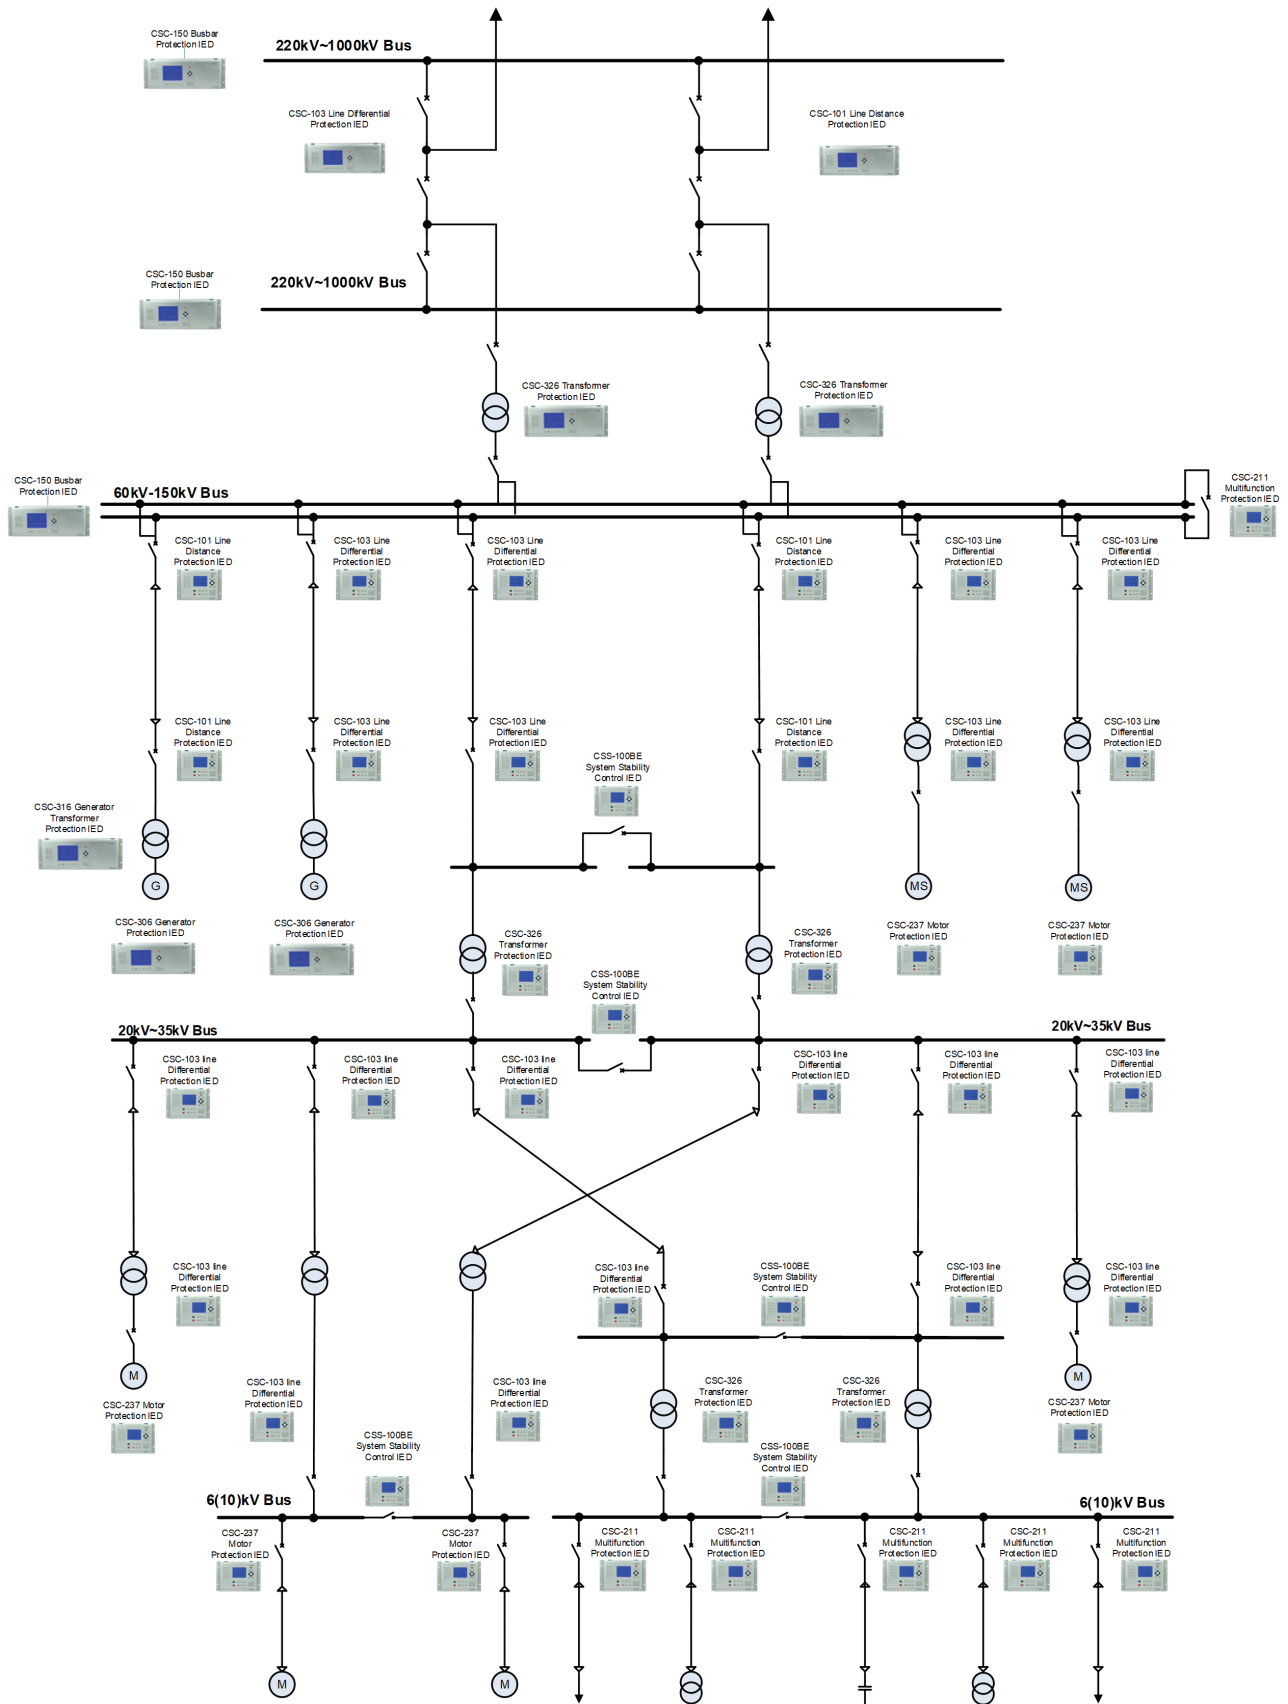 CSC-150 Busbar
Protection IED
220kV~1000kV Bus
CSC-103 Line Differential
Protection IED
CSC-101 Line Distance
Protection IED
CSC-150 Busbar
Protection IED
220kV~1000kV Bus
CSC-326 Transformer
Protection IED
CSC-326 Transformer
Protection IED
CSC-150 Busbar
Protection IED
60kV-150kV Bus
CSC-211
Multifunction
Protection IED
CSC-101 Line
Distance
Protection IED
CSC-103 Line
Differential
Protection IED
CSC-103 Line
Differential
Protection IED
CSC-101 Line
Distance
Protection IED
CSC-103 Line
Differential
Protection IED
CSC-103 Line
Differential
Protection IED
CSC-101 Line
Distance
Protection IED
CSC-103 Line
Differential
Protection IED
CSC-103 Line
Differential
Protection IED
CSC-101 Line
Distance
Protection IED
CSC-103 Line
Differential
Protection IED
CSC-103 Line
Differential
Protection IED
CSS-100BE
System Stability
Control IED
CSC-316 Generator
Transformer
Protection IED
G
G
MS
MS
CSC-306 Generator
Protection IED
CSC-306 Generator
Protection IED
CSC-237 Motor
Protection IED
CSC-237 Motor
Protection IED
CSC-326
Transformer
Protection IED
CSC-326
Transformer
Protection IED
CSS-100BE
System Stability
Control IED
20kV~35kV Bus
20kV~35kV Bus
CSC-103 line
Differential
Protection IED
CSC-103 line
Differential
Protection IED
CSC-103 line
Differential
Protection IED
CSC-103 line
Differential
Protection IED
CSC-103 line
Differential
Protection IED
CSC-103 line
Differential
Protection IED
CSC-103 line
Differential
Protection IED
CSC-103 line
Differential
Protection IED
CSS-100BE
System Stability
Control IED
CSC-103 line
Differential
Protection IED
CSC-103 line
Differential
Protection IED
M
M
CSC-237 Motor
Protection IED
CSC-103 line
Differential
Protection IED
CSC-103 line
Differential
Protection IED
CSC-326
Transformer
Protection IED
CSC-326
Transformer
Protection IED
CSC-237 Motor
Protection IED
CSS-100BE
System Stability
Control IED
CSS-100BE
System Stability
Control IED
6(10)kV Bus
6(10)kV Bus
CSC-237
Motor
Protection IED
CSC-237
Motor
Protection IED
CSC-211
Multifunction
Protection IED
CSC-211
Multifunction
Protection IED
CSC-211
Multifunction
Protection IED
CSC-211
Multifunction
Protection IED
CSC-211
Multifunction
Protection IED
M
M